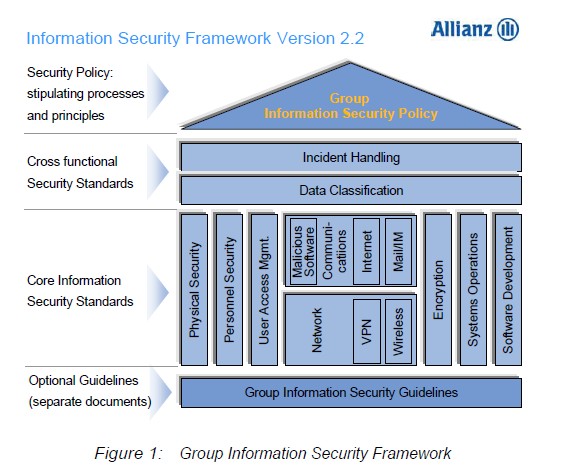 Information Security Framework Version 2.2
Allianz
Security Policy:
stipulating processes
and principles
Group
Information Security Policy
Cross functional
Security Standards
Incident Handling
Data Classification
Core Information
Security Standards
Physical Security
Personnel Security
User Access Mgmt.
Malicious
Software
Communi-
catiions
Internet
Mail/IM
Network
VPN
Wireless
Encryption
Systems Operations
Software Development
Optional Guidelines
(separate documents)
Group Information Security Guidelines
Figure 1: Group Information Security Framework